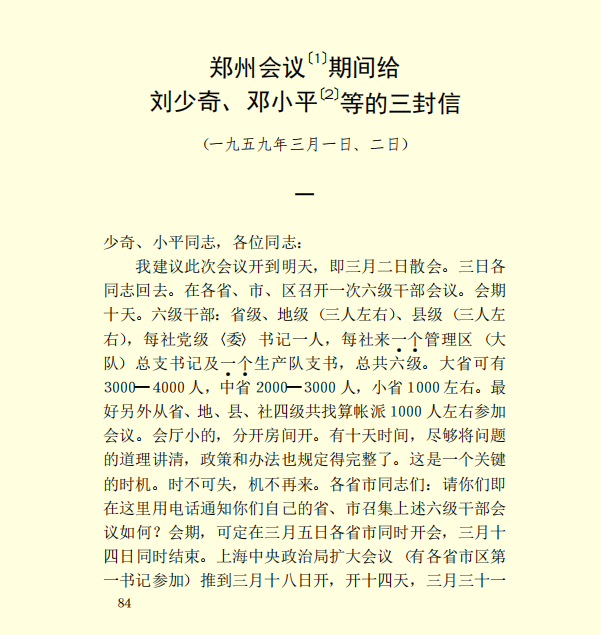 郑州会议〔1〕期间给
刘少奇、邓小平〔2〕等的三封信
（一九五九年三月一日、二日）
一
少奇、小平同志，各位同志：
我建议此次会议开到明天，即三月二日散会。三日各
同志回去。在各省、市、区召开一次六级干部会议。会期
十天。六级干部：省级、地级（三人左右）、县级（三人左
右），每社党级〈委〉书记一人，每社来一个管理区（大
队）总支书记及一个生产队支书，总共六级。大省可有
3000—4000人，中省2000—3000人，小省1000左右。最
好另外从省、地、县、社四级共找算帐派1000人左右参加
会议。会厅小的，分开房间开。有十天时间，尽够将问题
的道理讲清，政策和办法也规定得完整了。这是一个关键
的时机。时不可失，机不再来。各省市同志们：请你们即
在这里用电话通知你们自己的省、市召集上述六级干部会
议如何？会期，可定在三月五日各省市同时开会，三月十
四日同时结束。上海中央政治局扩大会议（有各省市区第
一书记参加）推到三月十八日开，开十四天，三月三十一
84